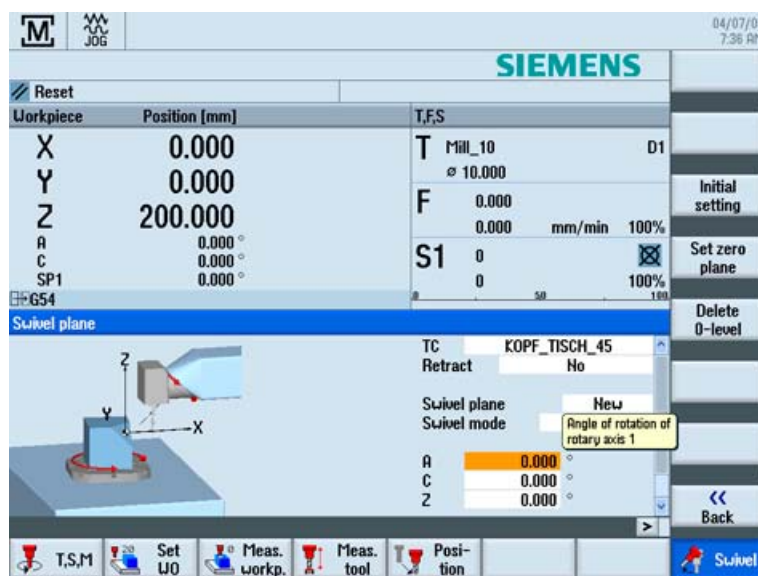 M
JOG
04/07/0
7:36 AM
SIEMENS
Reset
Workpiece Position [mm] T,F,S
X 0.000
Y 0.000
Z 200.000
A 0.000 °
C 0.000 °
SP1 0.000 °
G54
T Mill_10 D1
ø 10.000
F 0.000
0.000 mm/min 100%
S1 0
0 100%
0 50 100
Initial
setting
Set zero
plane
Delete
0-level
Swivel plane
Z
Y
X
TC KOPF_TISCH_45
Retract No
Swivel plane New
Swivel mode
Angle of rotation of
rotary axis 1
A 0.000 °
C 0.000 °
Z 0.000 °
<<
Back
>
T,S,M
Set
WO
Meas.
workp.
Meas.
tool
Posi-
tion
Swivel